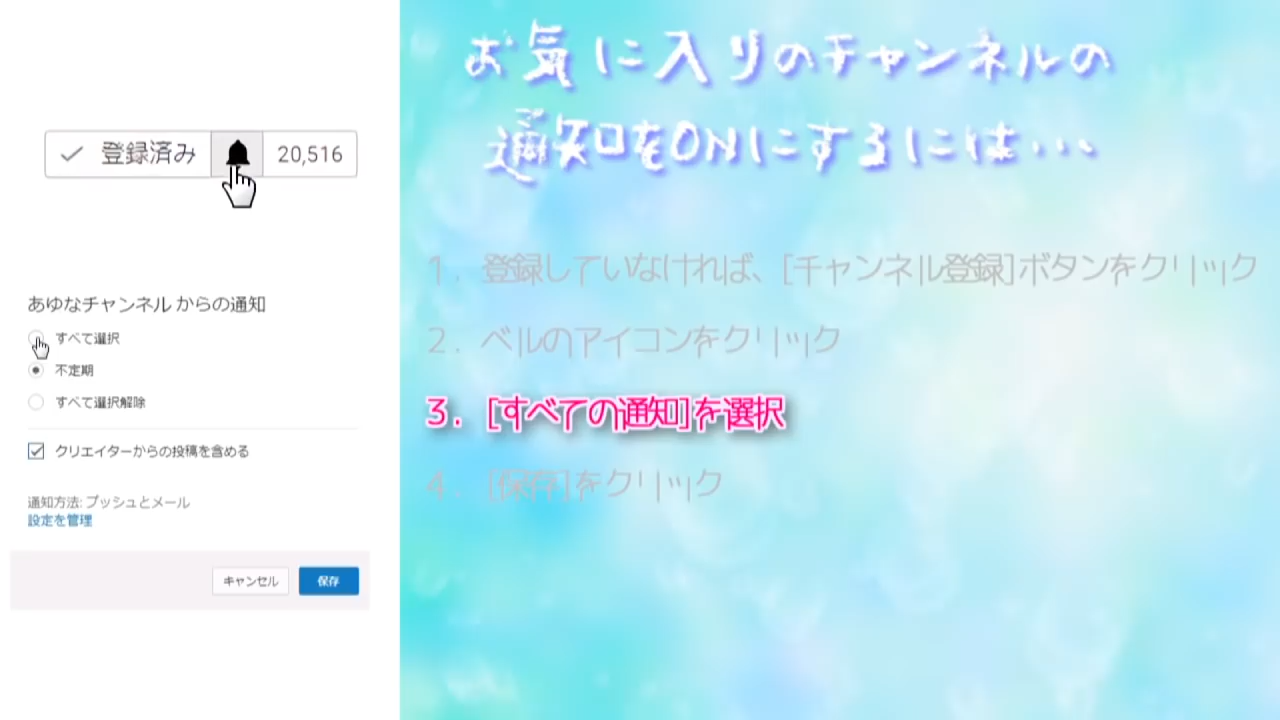 登録済み 20,516
あゆなチャンネル からの通知
すべて選択
不定期
すべて選択解除
クリエイターからの投稿を含める
通知方法: プッシュとメール
設定を管理
キャンセル 保存
お気に入りのチャンネルの
通知をONにするには・・・
1. 登録していなければ、[チャンネル登録]ボタンをクリック
2. ベルのアイコンをクリック
3. [すべての通知]を選択
4. [保存]をクリック